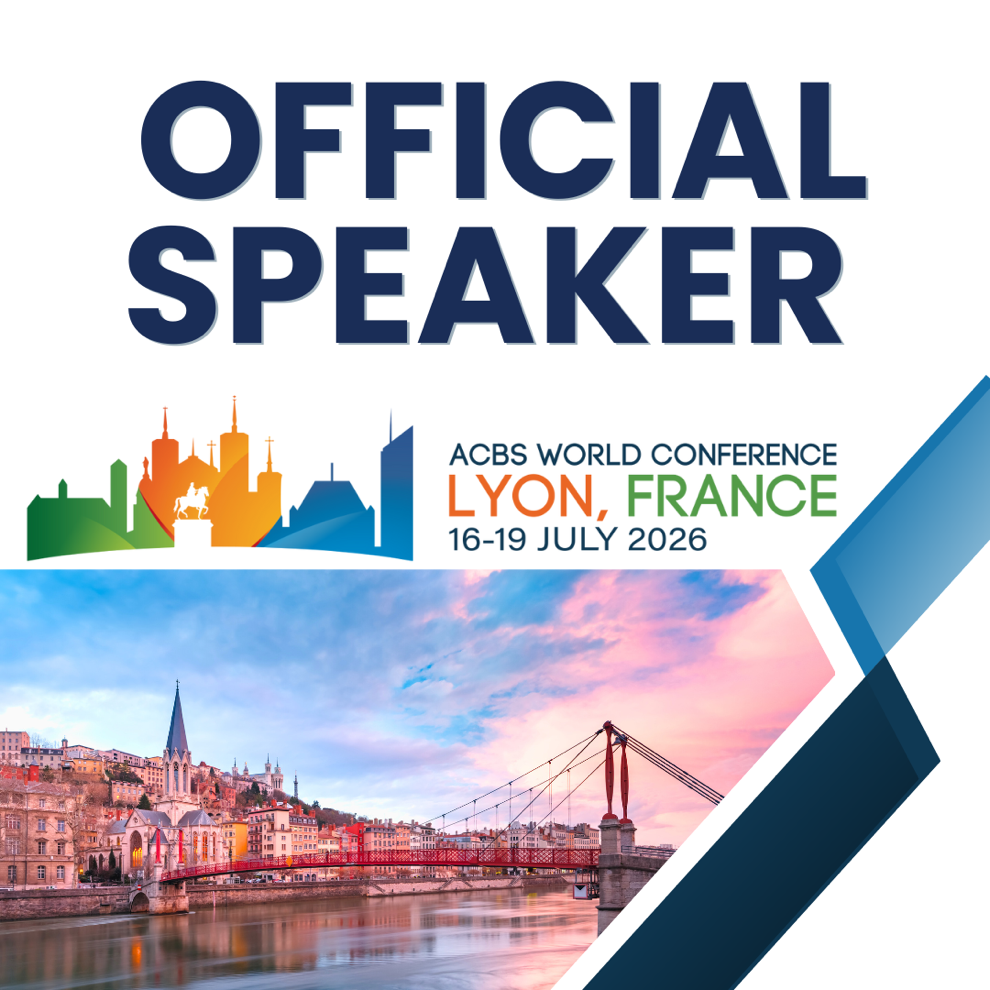 OFFICIAL
SPEAKER
ACBS WORLD CONFERENCE
LYON, FRANCE
16-19 JULY 2026